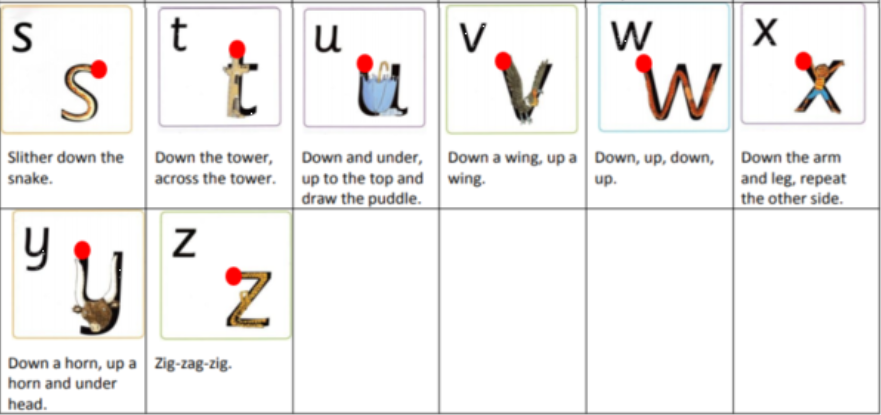 s
t
u
v
w
x
Slither down the
snake.
Down the tower,
across the tower.
Down and under,
up to the top and
draw the puddle.
Down a wing, up a
wing.
Down, up, down,
up.
Down the arm
and leg, repeat
the other side.
y
z
Down a horn, up a
horn and under
head.
Zig-zag-zig.